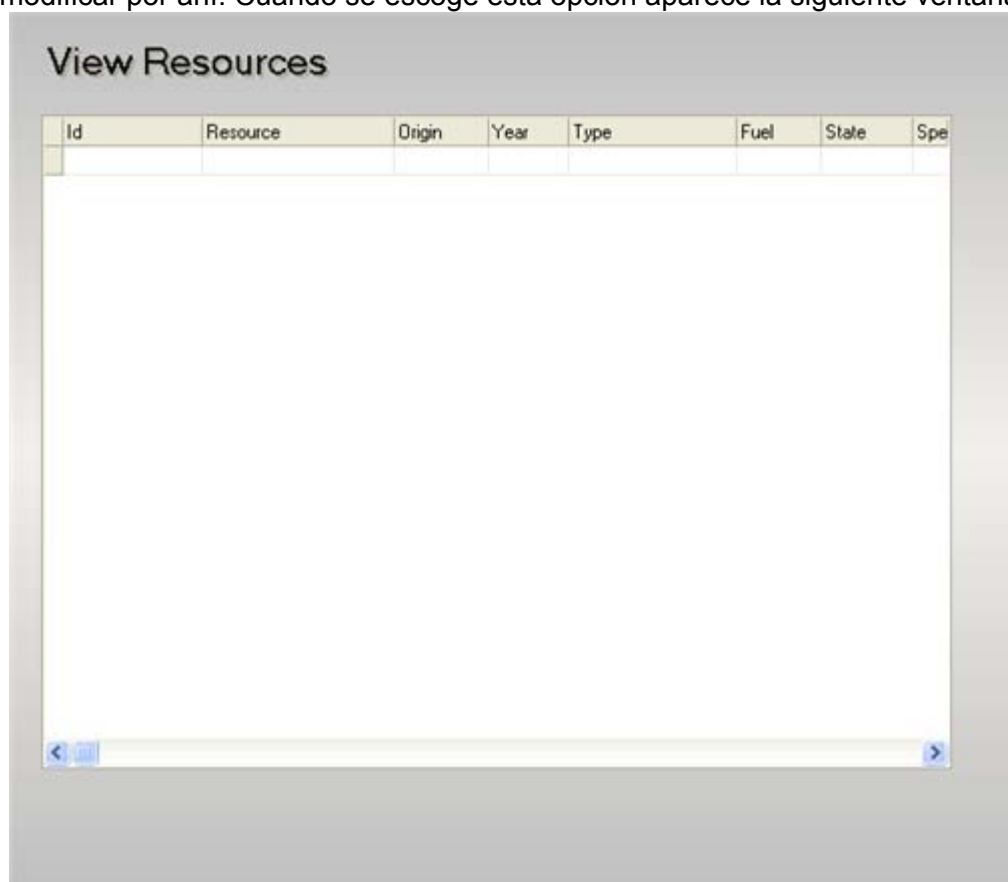 modificar por ahí. Cuando se escoge esta opción aparece la siguiente ventana
View Resources
Id Resource Origin Year Type Fuel State Spe